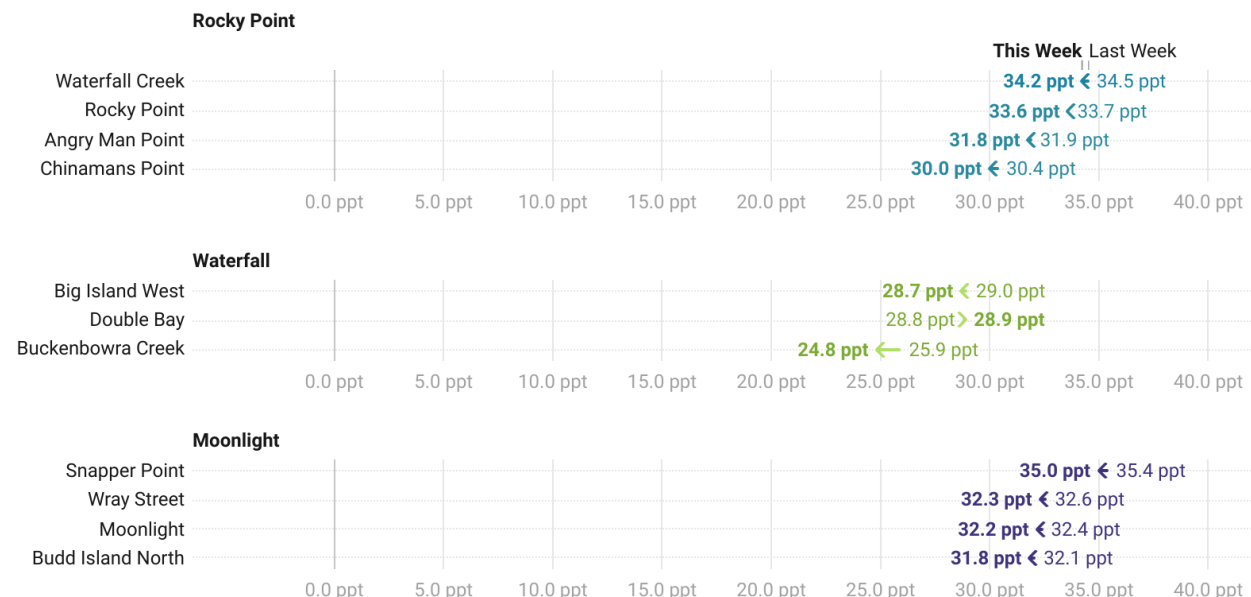 Rocky Point
This Week Last Week
Waterfall Creek 34.2 ppt 34.5 ppt
Rocky Point 33.6 ppt 33.7 ppt
Angry Man Point 31.8 ppt 31.9 ppt
Chinamans Point 30.0 ppt 30.4 ppt
0.0 ppt 5.0 ppt 10.0 ppt 15.0 ppt 20.0 ppt 25.0 ppt 30.0 ppt 35.0 ppt 40.0 ppt
Waterfall
Big Island West 28.7 ppt 29.0 ppt
Double Bay 28.8 ppt 28.9 ppt
Buckenbowra Creek 24.8 ppt 25.9 ppt
0.0 ppt 5.0 ppt 10.0 ppt 15.0 ppt 20.0 ppt 25.0 ppt 30.0 ppt 35.0 ppt 40.0 ppt
Moonlight
Snapper Point 35.0 ppt 35.4 ppt
Wray Street 32.3 ppt 32.6 ppt
Moonlight 32.2 ppt 32.4 ppt
Budd Island North 31.8 ppt 32.1 ppt
0.0 ppt 5.0 ppt 10.0 ppt 15.0 ppt 20.0 ppt 25.0 ppt 30.0 ppt 35.0 ppt 40.0 ppt